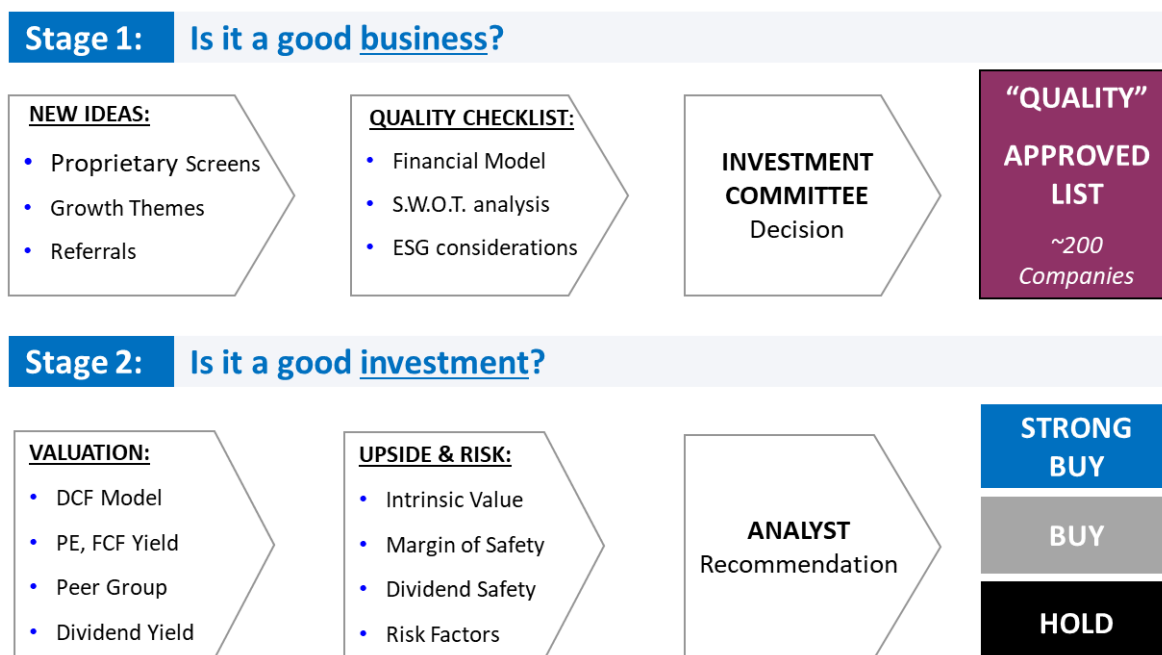 Stage 1:
Is it a good business?
NEW IDEAS:
• Proprietary Screens
• Growth Themes
• Referrals
QUALITY CHECKLIST:
• Financial Model
• S.W.O.T. analysis
• ESG considerations
INVESTMENT
COMMITTEE
Decision
“QUALITY”
APPROVED
LIST
~200
Companies
Stage 2:
Is it a good investment?
VALUATION:
• DCF Model
• PE, FCF Yield
• Peer Group
• Dividend Yield
UPSIDE & RISK:
• Intrinsic Value
• Margin of Safety
• Dividend Safety
• Risk Factors
ANALYST
Recommendation
STRONG
BUY
BUY
HOLD